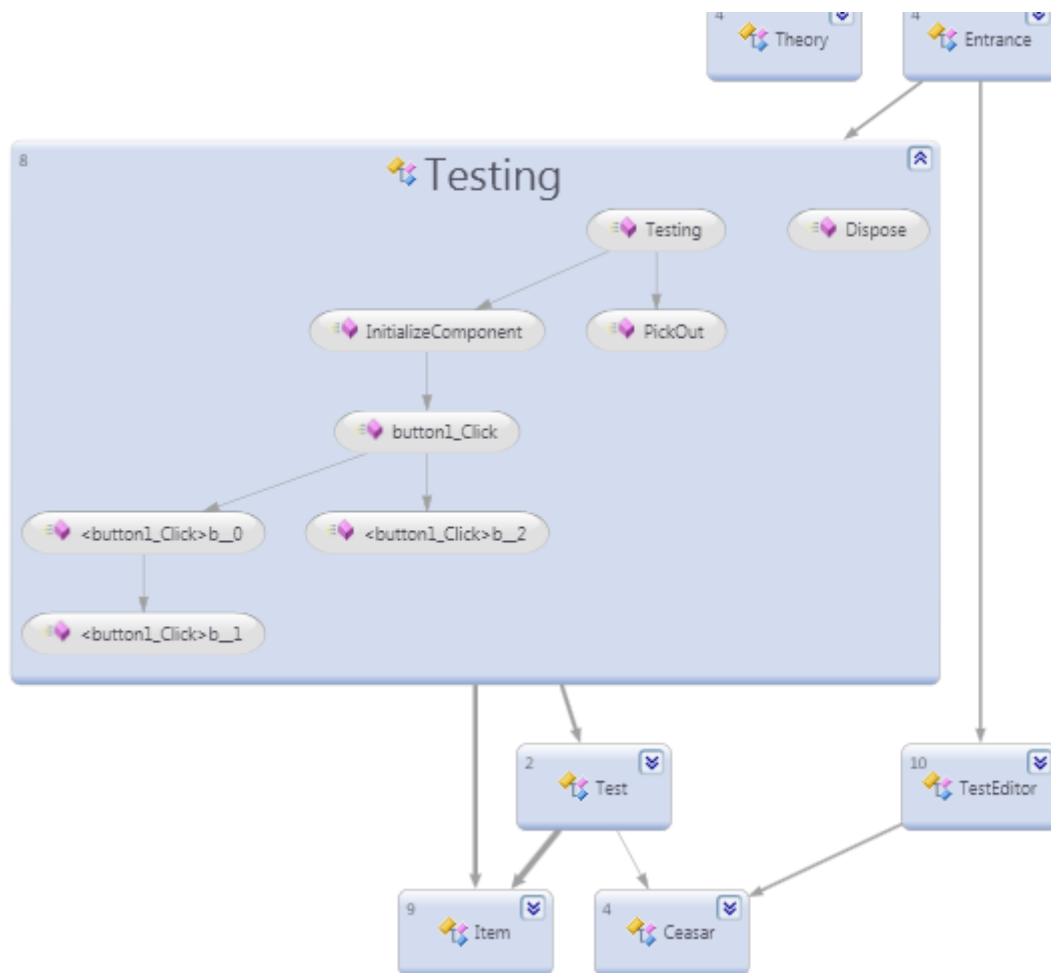 4
Theory
4
Entrance
8
Testing
Testing
Dispose
InitializeComponent
PickOut
button1_Click
<button1_Click>b__0
<button1_Click>b__2
<button1_Click>b__1
2
Test
10
TestEditor
9
Item
4
Ceasar